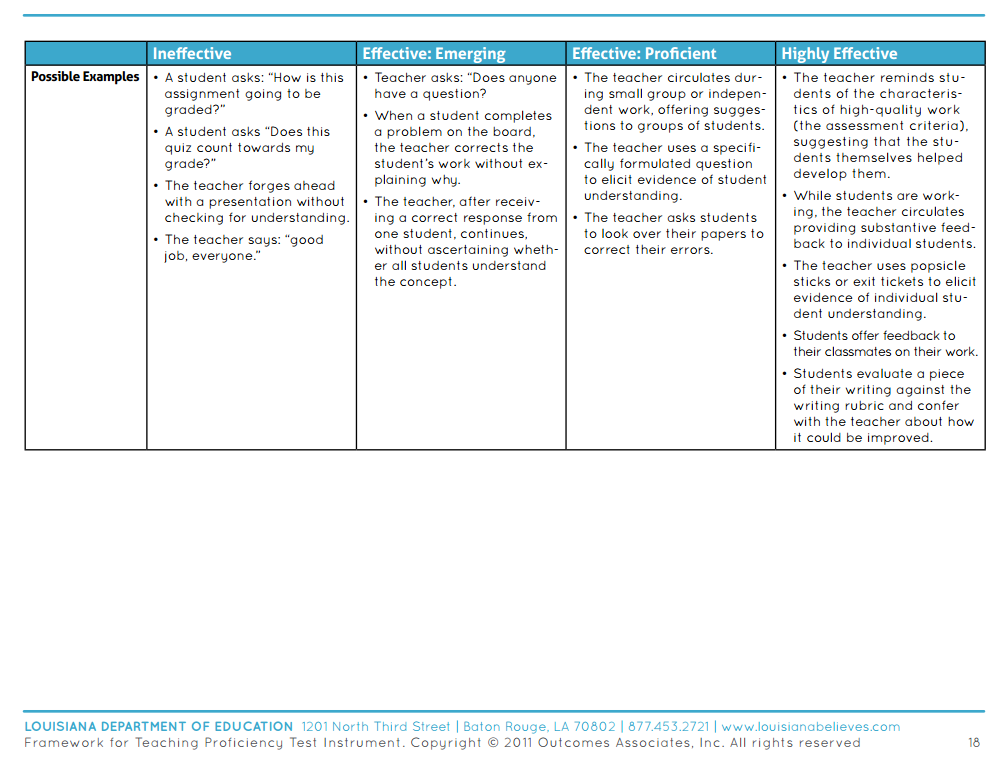 Ineffective
Effective: Emerging
Effective: Proficient
Highly Effective
Possible Examples
• A student asks: “How is this
assignment going to be
graded?”
• A student asks “Does this
quiz count towards my
grade?”
• The teacher forges ahead
with a presentation without
checking for understanding.
• The teacher says: “good
job, everyone.”
• Teacher asks: “Does anyone
have a question?
• When a student completes
a problem on the board,
the teacher corrects the
student’s work without ex-
plaining why.
• The teacher, after receiv-
ing a correct response from
one student, continues,
without ascertaining wheth-
er all students understand
the concept.
• The teacher circulates dur-
ing small group or indepen-
dent work, offering sugges-
tions to groups of students.
• The teacher uses a specifi-
cally formulated question
to elicit evidence of student
understanding.
• The teacher asks students
to look over their papers to
correct their errors.
• The teacher reminds stu-
dents of the characteris-
tics of high-quality work
(the assessment criteria),
suggesting that the stu-
dents themselves helped
develop them.
• While students are work-
ing, the teacher circulates
providing substantive feed-
back to individual students.
• The teacher uses popsicle
sticks or exit tickets to elicit
evidence of individual stu-
dent understanding.
• Students offer feedback to
their classmates on their work.
• Students evaluate a piece
of their writing against the
writing rubric and confer
with the teacher about how
it could be improved.
LOUISIANA DEPARTMENT OF EDUCATION 1201 North Third Street | Baton Rouge, LA 70802 | 877.453.2721 | www.louisianabelieves.com
Framework for Teaching Proficiency Test Instrument. Copyright © 2011 Outcomes Associates, Inc. All rights reserved 18